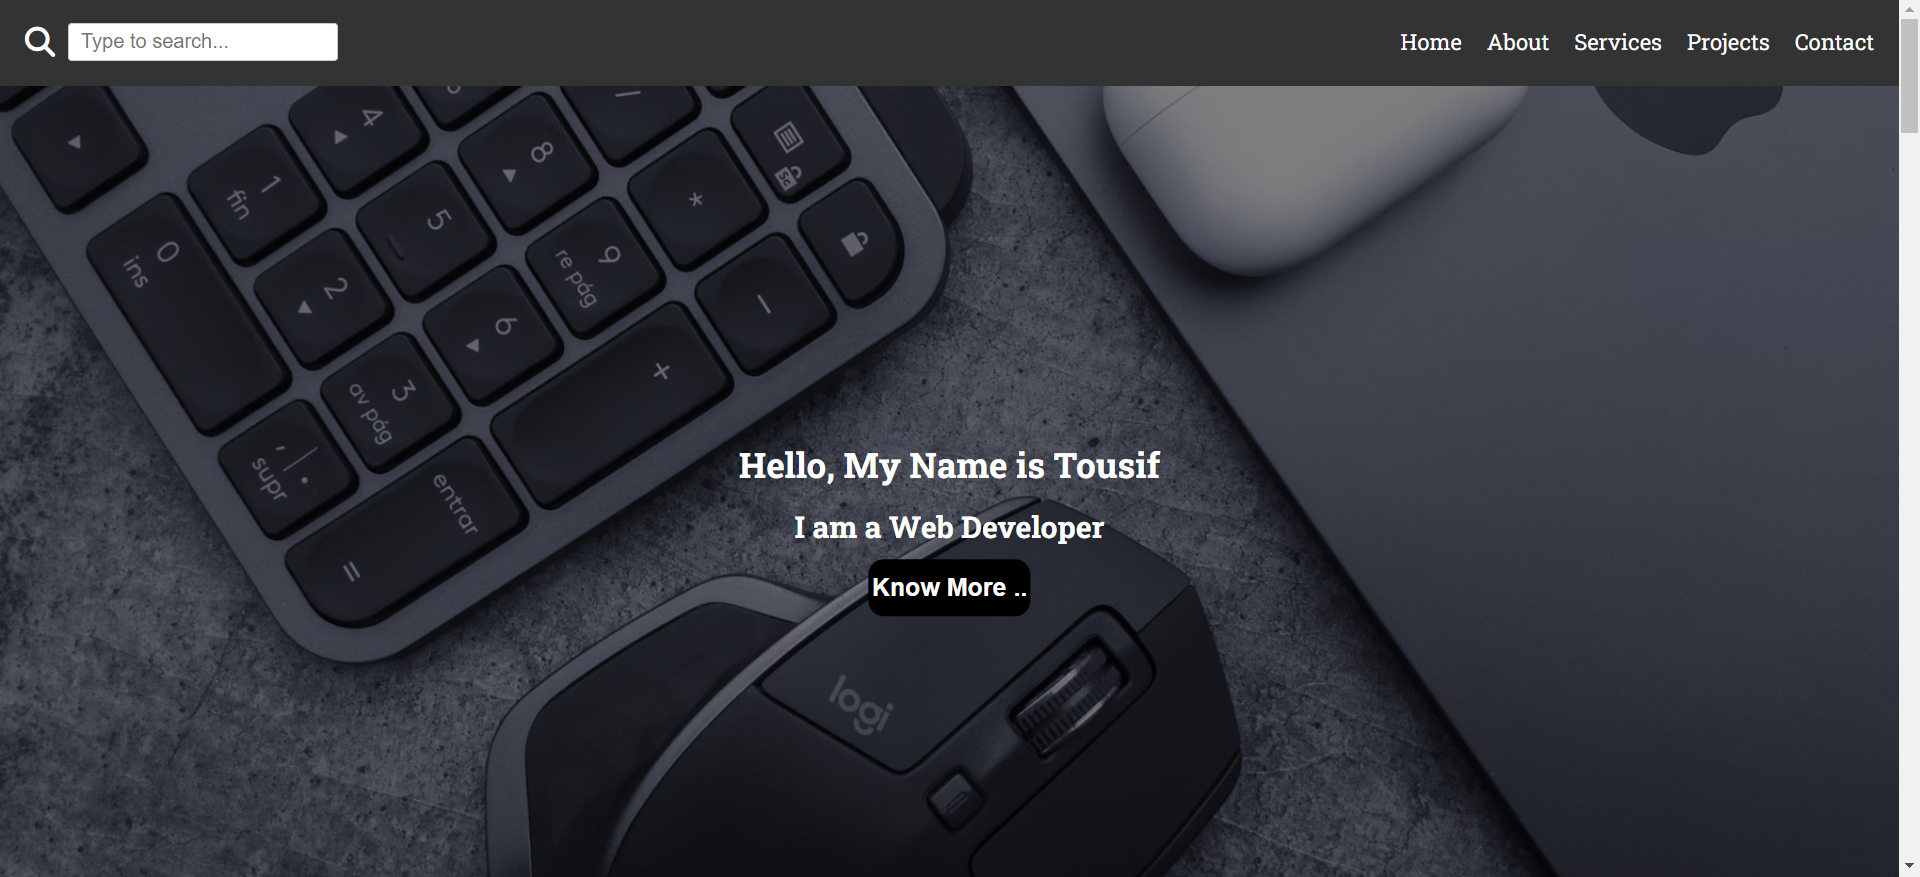 Type to search...
Home About Services Projects Contact
4
8
1
fin
5
*
0
ins
2
9
re pág
6
3
av pág
+
supr
entrar
=
Hello, My Name is Tousif
I am a Web Developer
Know More ..
logi